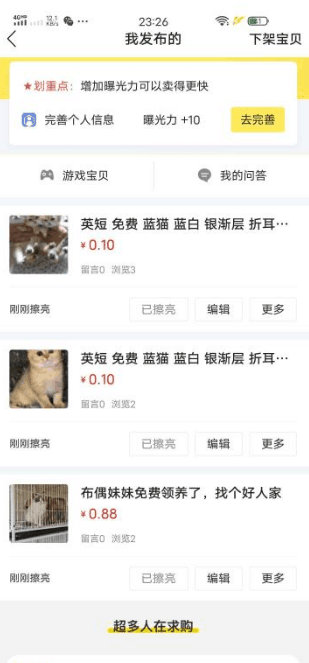 4G HD 12.1 KB/s ··· 23:26
我发布的
下架宝贝
★划重点：增加曝光力可以卖得更快
完善个人信息 曝光力 +10 去完善
游戏宝贝 我的问答
英短 免费 蓝猫 蓝白 银渐层 折耳···
¥0.10
留言0 浏览3
刚刚擦亮 已擦亮 编辑 更多
英短 免费 蓝猫 蓝白 银渐层 折耳···
¥0.10
留言0 浏览2
刚刚擦亮 已擦亮 编辑 更多
布偶妹妹免费领养了，找个好人家
¥0.88
留言0 浏览2
刚刚擦亮 已擦亮 编辑 更多
超多人在求购